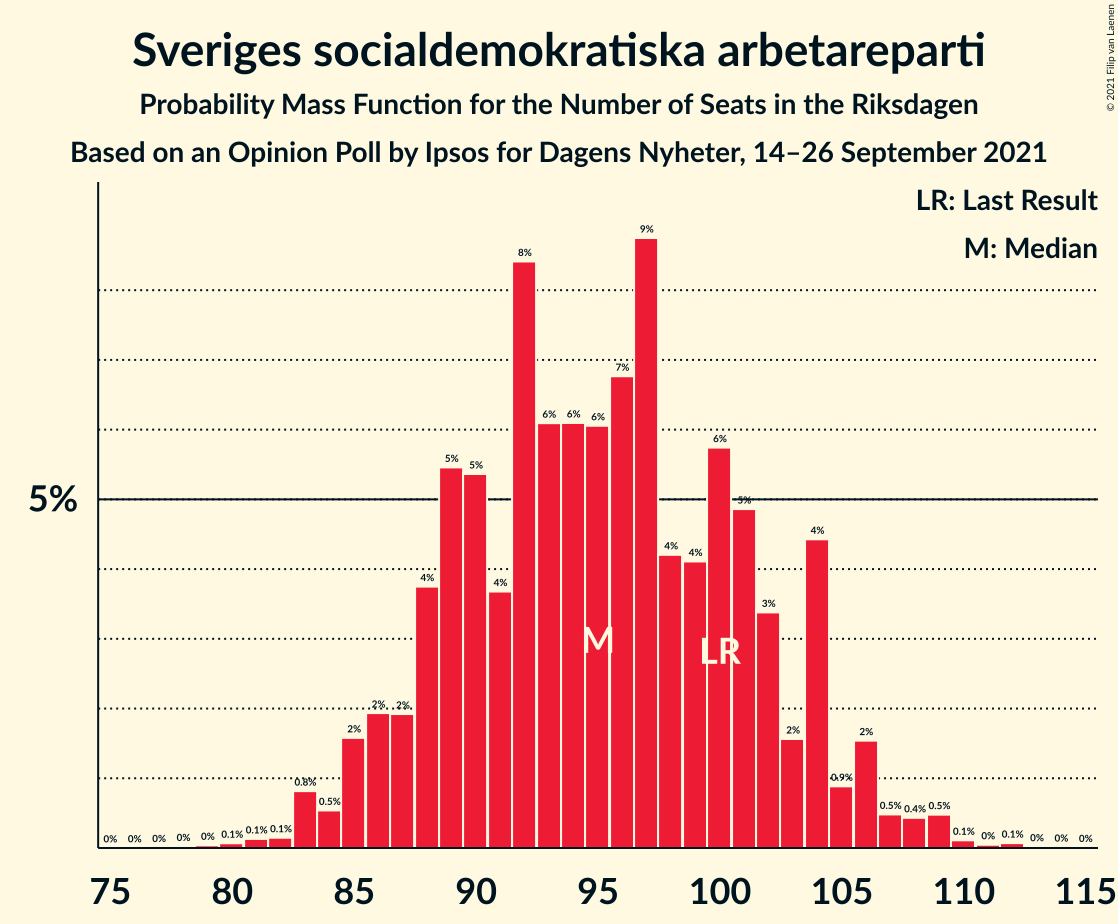 Sveriges socialdemokratiska arbetareparti
Probability Mass Function for the Number of Seats in the Riksdagen
Based on an Opinion Poll by Ipsos for Dagens Nyheter, 14–26 September 2021
© 2021 Filip van Laenen
LR: Last Result
M: Median
5%
0% 0% 0% 0% 0% 0.1% 0.1% 0.1% 0.8% 0.5% 2% 2% 2% 4% 5% 5% 4% 8% 6% 6% 6% 7% 9% 4% 4% 6% 5% 3% 2% 4% 0.9% 2% 0.5% 0.4% 0.5% 0.1% 0% 0.1% 0% 0% 0%
M LR
75 80 85 90 95 100 105 110 115